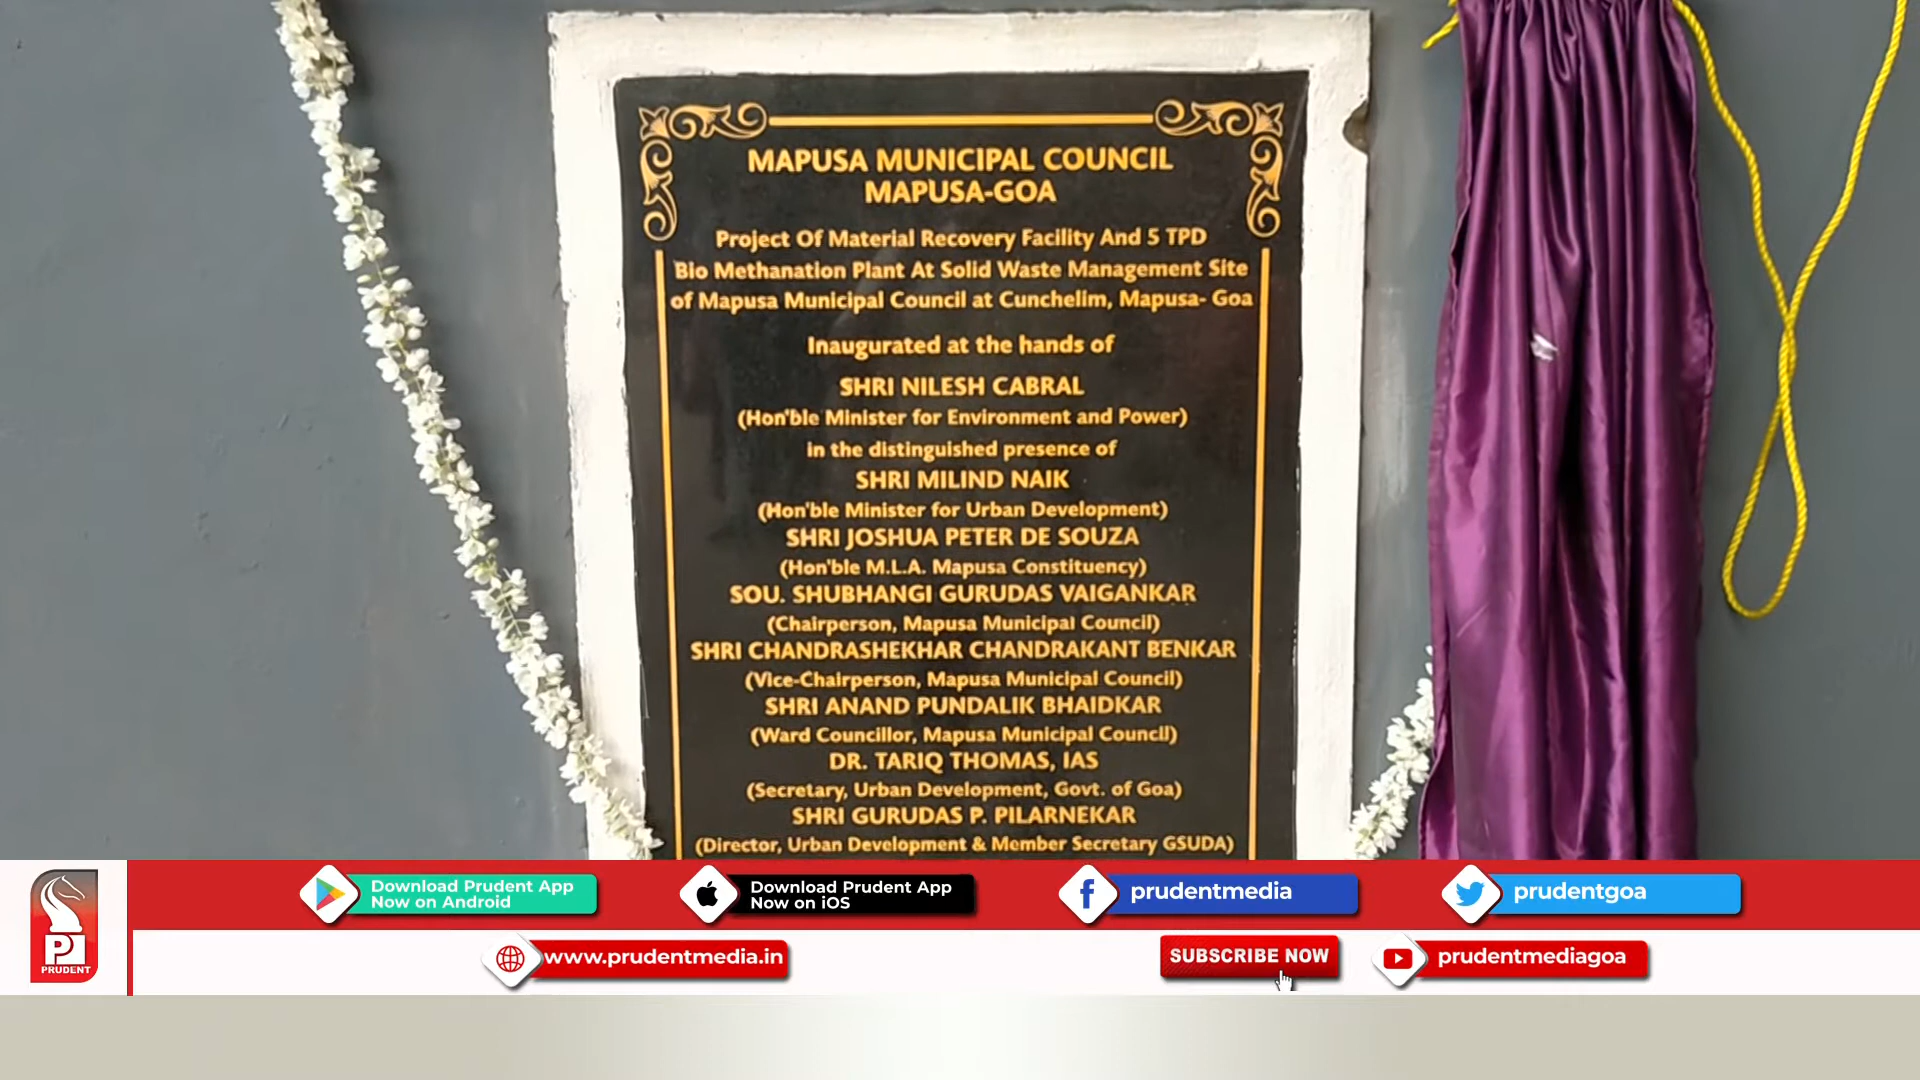 MAPUSA MUNICIPAL COUNCIL
MAPUSA-GOA
Project Of Material Recovery Facility And 5 TPD
Bio Methanation Plant At Solid Waste Management Site
of Mapusa Municipal Council at Cunchelim, Mapusa- Goa
Inaugurated at the hands of
SHRI NILESH CABRAL
(Hon'ble Minister for Environment and Power)
in the distinguished presence of
SHRI MILIND NAIK
(Hon'ble Minister for Urban Development)
SHRI JOSHUA PETER DE SOUZA
(Hon'ble M.L.A. Mapusa Constituency)
SOU. SHUBHANGI GURUDAS VAIGANKAR
(Chairperson, Mapusa Municipal Council)
SHRI CHANDRASHEKHAR CHANDRAKANT BENKAR
(Vice-Chairperson, Mapusa Municipal Council)
SHRI ANAND PUNDALIK BHAIDKAR
(Ward Councillor, Mapusa Municipal Council)
DR. TARIQ THOMAS, IAS
(Secretary, Urban Development, Govt. of Goa)
SHRI GURUDAS P. PILARNEKAR
(Director, Urban Development & Member Secretary GSUDA)
PRUDENT
Download Prudent App
Now on Android
Download Prudent App
Now on iOS
prudentmedia
prudentgoa
www.prudentmedia.in
SUBSCRIBE NOW
prudentmediagoa